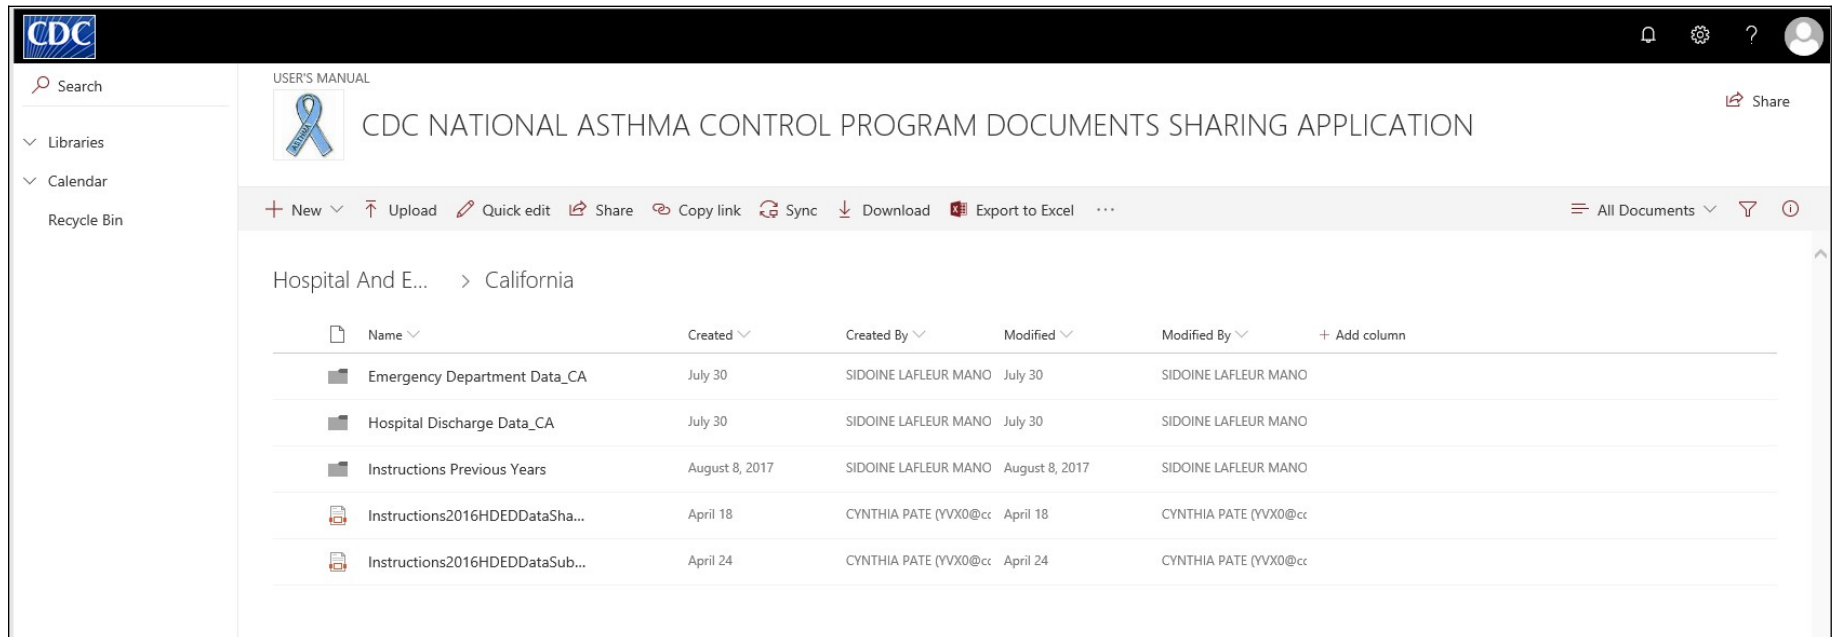 CDC
Search
Libraries
Calendar
Recycle Bin
USER'S MANUAL
ASTHMA
CDC NATIONAL ASTHMA CONTROL PROGRAM DOCUMENTS SHARING APPLICATION
Share
New Upload Quick edit Share Copy link Sync Download Export to Excel ... All Documents
Hospital And E... > California
Name Created Created By Modified Modified By + Add column
Emergency Department Data_CA July 30 SIDOINE LAFLEUR MANO July 30 SIDOINE LAFLEUR MANO
Hospital Discharge Data_CA July 30 SIDOINE LAFLEUR MANO July 30 SIDOINE LAFLEUR MANO
Instructions Previous Years August 8, 2017 SIDOINE LAFLEUR MANO August 8, 2017 SIDOINE LAFLEUR MANO
Instructions2016HDEDDataSha... April 18 CYNTHIA PATE (YVX0@cc April 18 CYNTHIA PATE (YVX0@cc
Instructions2016HDEDDataSub... April 24 CYNTHIA PATE (YVX0@cc April 24 CYNTHIA PATE (YVX0@cc